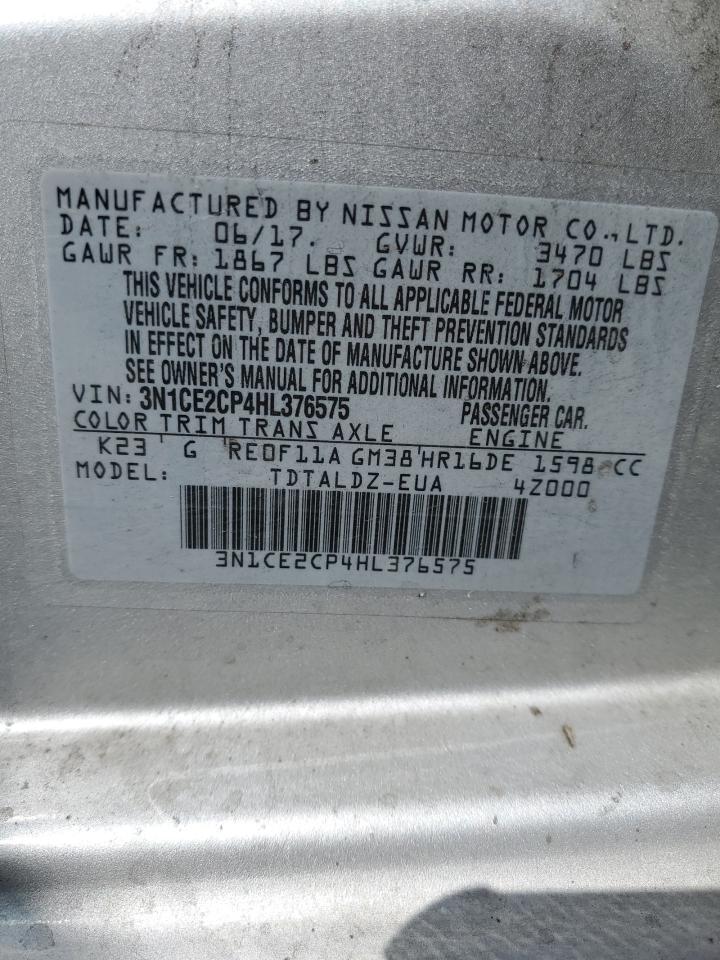 MANUFACTURED BY NISSAN MOTOR CO., LTD.
DATE: 06/17. GVWR: 3470 LBS
GAWR FR: 1867 LBS GAWR RR: 1704 LBS
THIS VEHICLE CONFORMS TO ALL APPLICABLE FEDERAL MOTOR
VEHICLE SAFETY, BUMPER AND THEFT PREVENTION STANDARDS
IN EFFECT ON THE DATE OF MANUFACTURE SHOWN ABOVE.
SEE OWNER'S MANUAL FOR ADDITIONAL INFORMATION.
VIN: 3N1CE2CP4HL376575 PASSENGER CAR.
COLOR TRIM TRANS AXLE ENGINE
K23 G RE0F11A GM38 HR16DE 1598 CC
MODEL: TDTALDZ-EUA 4Z000
3N1CE2CP4HL376575